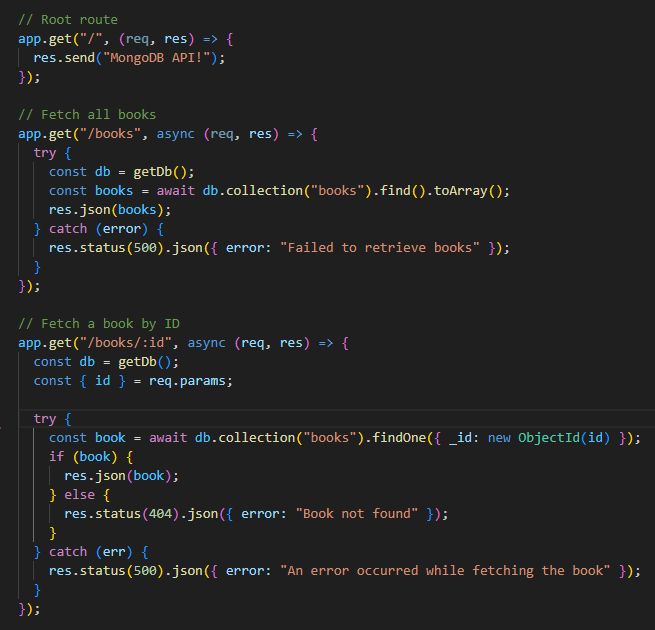 // Root route
app.get("/", (req, res) => {
  res.send("MongoDB API!");
});

// Fetch all books
app.get("/books", async (req, res) => {
  try {
    const db = getDb();
    const books = await db.collection("books").find().toArray();
    res.json(books);
  } catch (error) {
    res.status(500).json({ error: "Failed to retrieve books" });
  }
});

// Fetch a book by ID
app.get("/books/:id", async (req, res) => {
  const db = getDb();
  const { id } = req.params;

  try {
    const book = await db.collection("books").findOne({ _id: new ObjectId(id) });
    if (book) {
      res.json(book);
    } else {
      res.status(404).json({ error: "Book not found" });
    }
  } catch (err) {
    res.status(500).json({ error: "An error occurred while fetching the book" });
  }
});